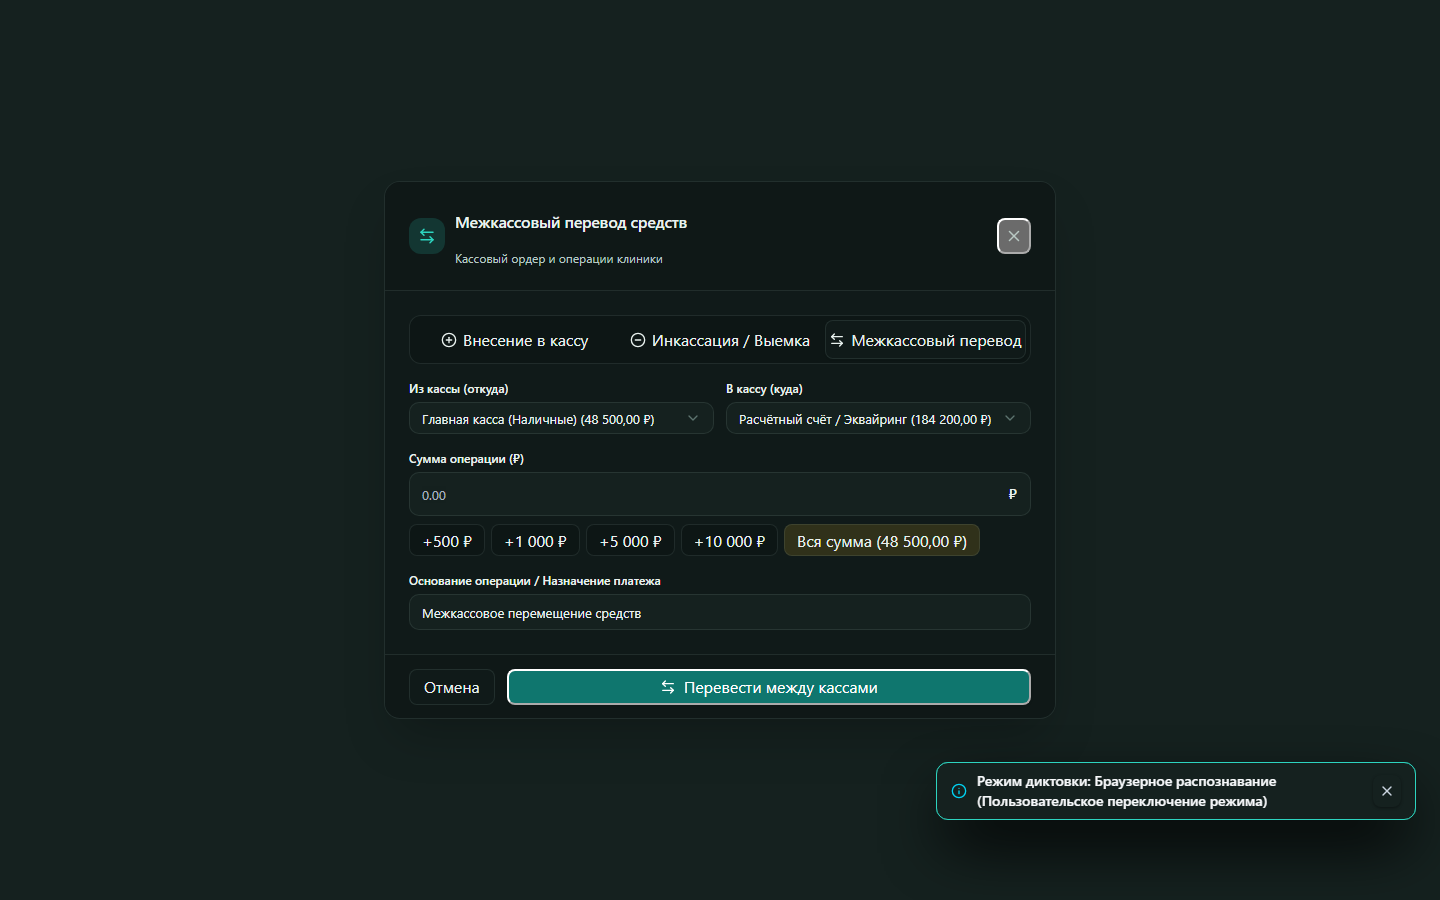 Межкассовый перевод средств
Кассовый ордер и операции клиники
Внесение в кассу
Инкассация / Выемка
Межкассовый перевод
Из кассы (откуда)
В кассу (куда)
Главная касса (Наличные) (48 500,00 ₽)
Расчётный счёт / Эквайринг (184 200,00 ₽)
Сумма операции (₽)
0.00
₽
+500 ₽
+1 000 ₽
+5 000 ₽
+10 000 ₽
Вся сумма (48 500,00 ₽)
Основание операции / Назначение платежа
Межкассовое перемещение средств
Отмена
Перевести между кассами
Режим диктовки: Браузерное распознавание
(Пользовательское переключение режима)